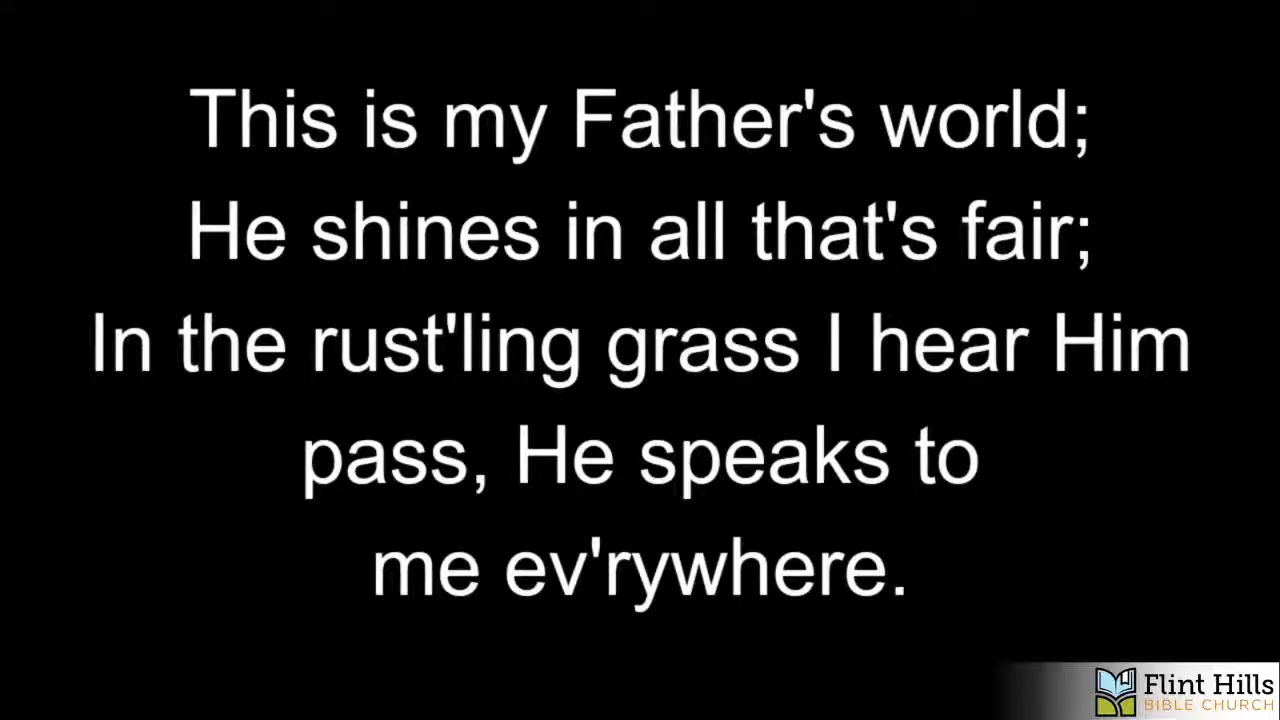 This is my Father's world;
He shines in all that's fair;
In the rust'ling grass I hear Him
pass, He speaks to
me ev'rywhere.
Flint Hills
BIBLE CHURCH